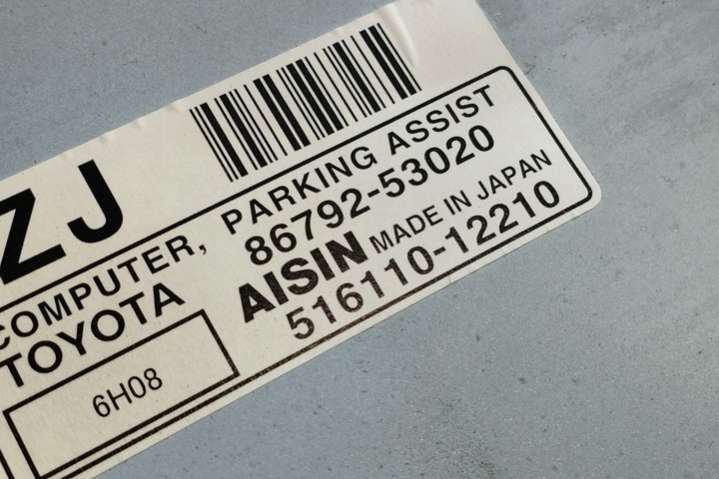 ZJ
COMPUTER, PARKING ASSIST
TOYOTA 86792-53020
AISIN MADE IN JAPAN
6H08 516110-12210